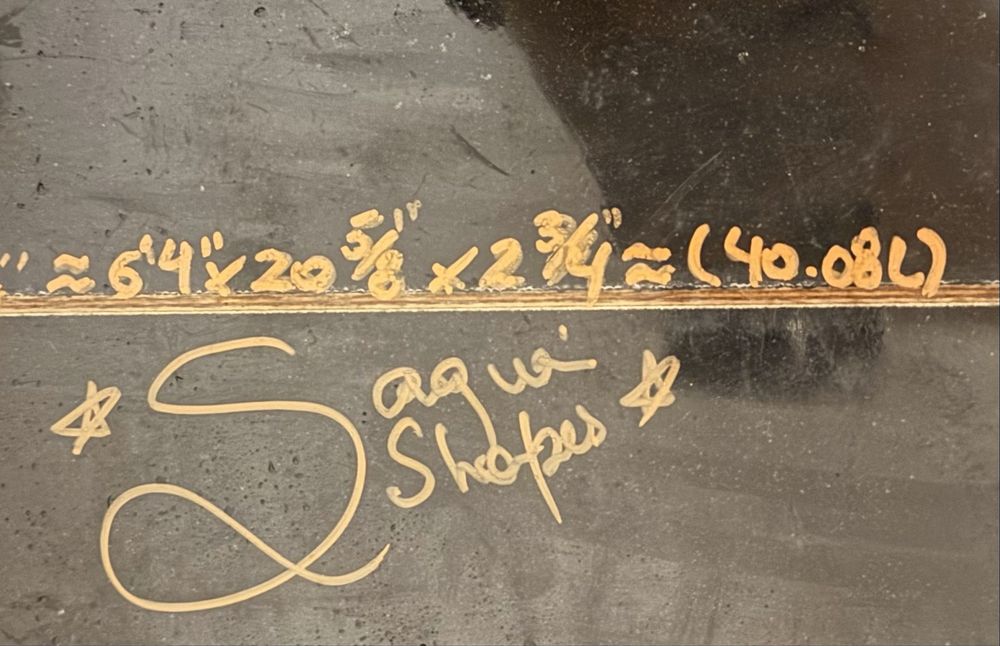 " ≈ 6'4" x 20 5/8" x 2 3/4" ≈ (40.08L)
* Saqui *
Shapes